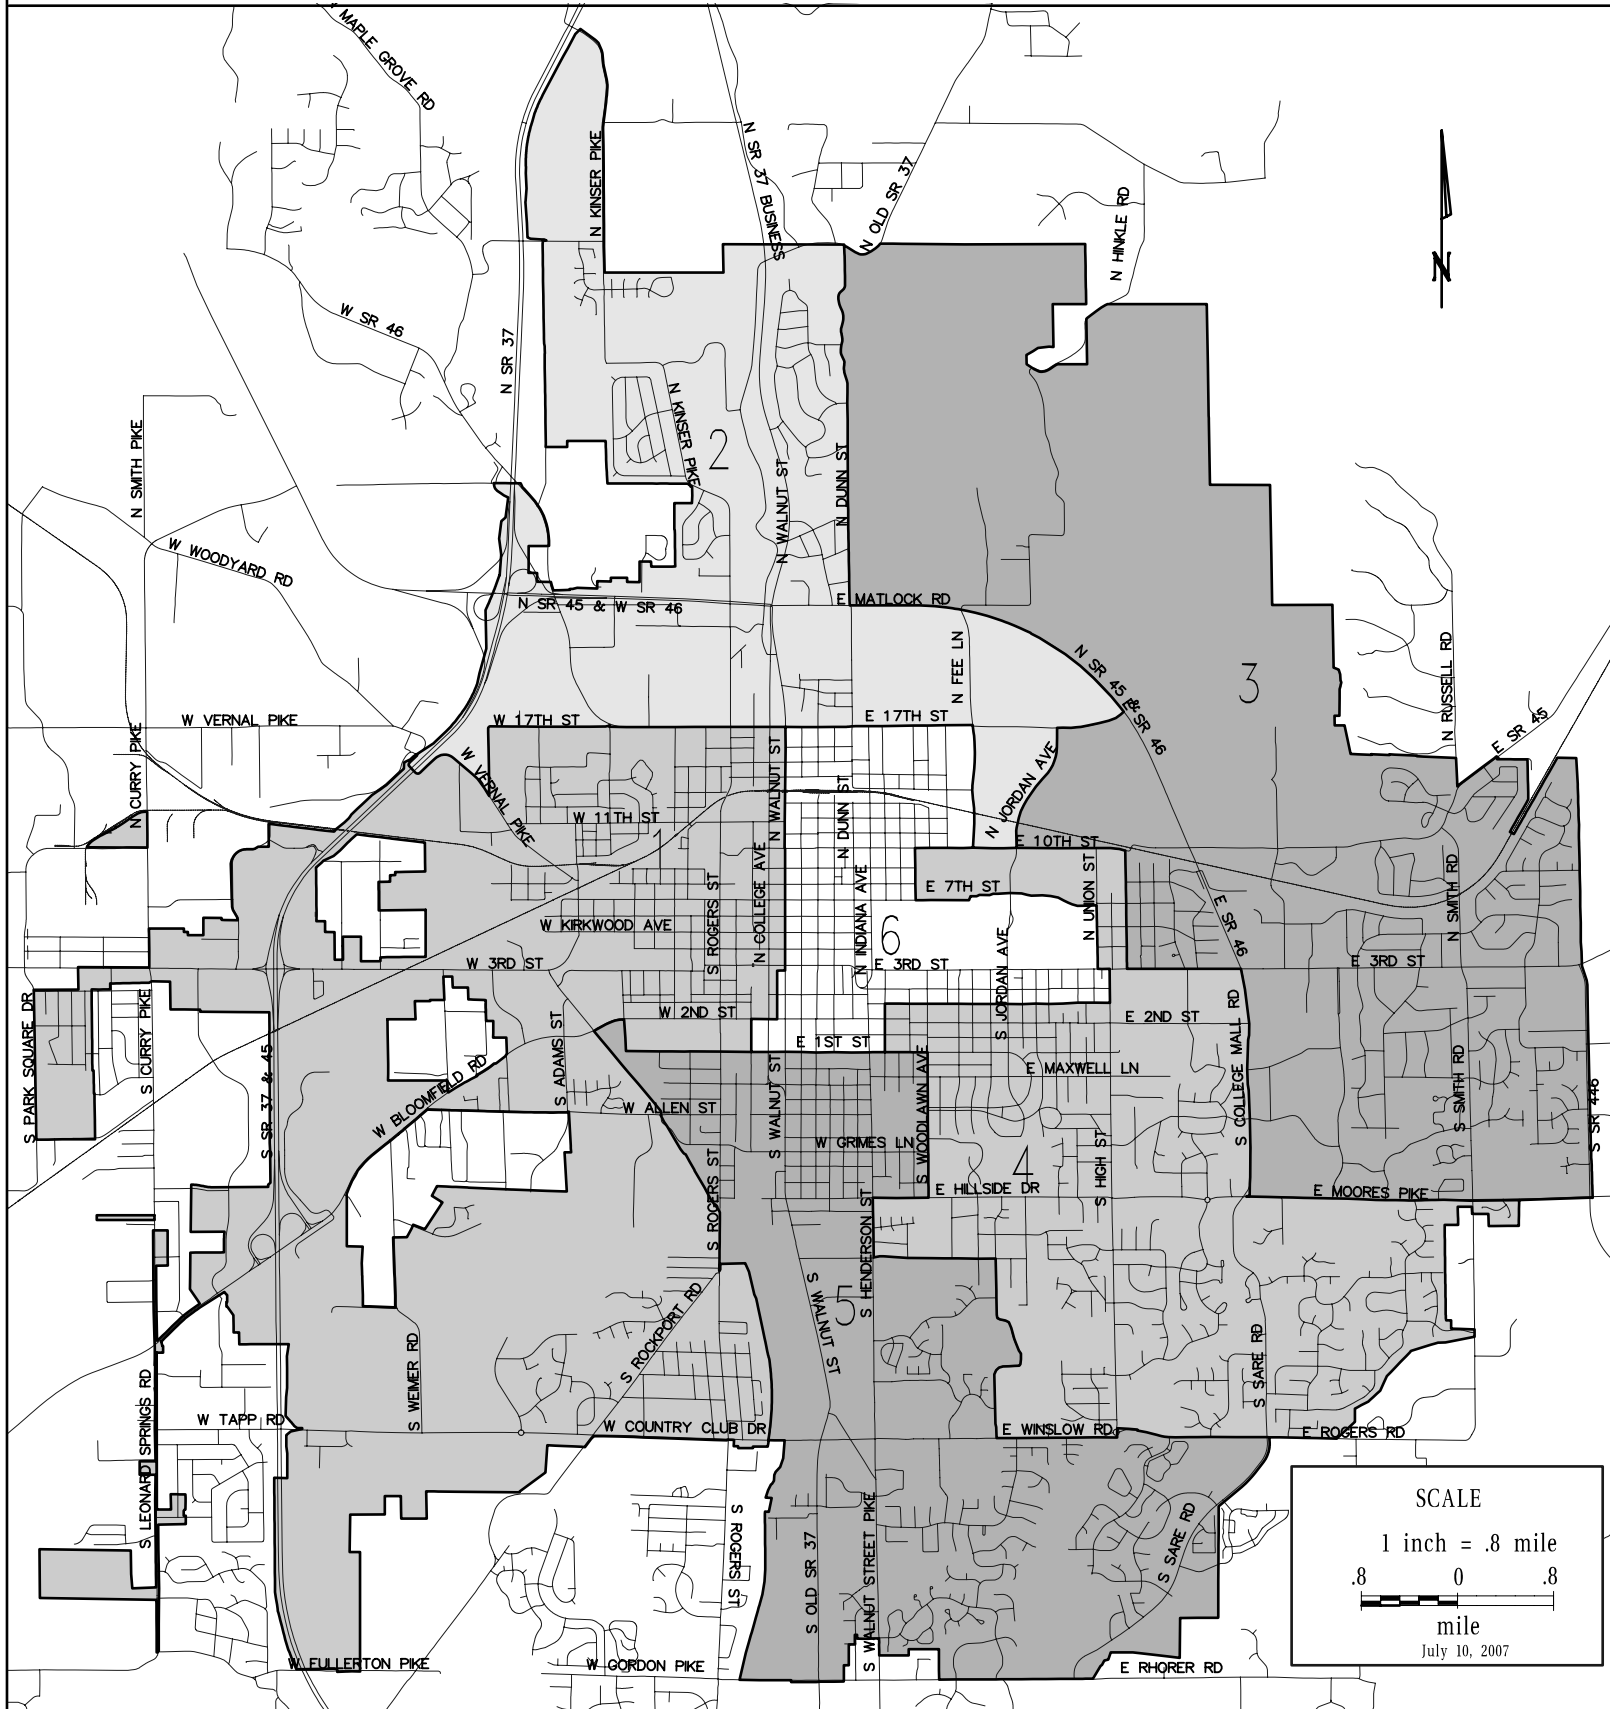 N MAPLE GROVE RD
N KINSER PIKE
N SR 37 BUSINESS
N OLD SR 37
N HINKLE RD
N
W SR 46
N SR 37
N KINSER PIKE
2
N SMITH PIKE
N WALNUT ST
N DUNN ST
W WOODYARD RD
N SR 45 & W SR 46
E MATLOCK RD
N FEE LN
N SR 45 &
E SR 46
3
N RUSSELL RD
W VERNAL PIKE
W 17TH ST
E 17TH ST
E SR 45
N CURRY PIKE
W VERNAL PIKE
N WALNUT ST
N DUNN ST
N JORDAN AVE
W 11TH ST
1
E 10TH ST
E 7TH ST
N UNION ST
N SMITH RD
W KIRKWOOD AVE
S ROGERS ST
N COLLEGE AVE
N INDIANA AVE
6
E SR 46
W 3RD ST
E 3RD ST
S JORDAN AVE
E 3RD ST
S PARK SQUARE DR
S CURRY PIKE
W 2ND ST
E 2ND ST
S COLLEGE MALL RD
S SR 37 & 45
S ADAMS ST
E 1ST ST
W BLOOMFIELD RD
S WALNUT ST
S WOODLAWN AVE
E MAXWELL LN
S SMITH RD
S SR 446
W ALLEN ST
W GRIMES LN
4
S HIGH ST
S ROGERS ST
E HILLSIDE DR
E MOORES PIKE
S HENDERSON ST
S WALNUT ST
5
S ROCKPORT RD
S WEIMER RD
S SARE RD
S LEONARD SPRINGS RD
W TAPP RD
W COUNTRY CLUB DR
E WINSLOW RD
E ROGERS RD
S ROGERS ST
S OLD SR 37
S WALNUT STREET PIKE
S SARE RD
W FULLERTON PIKE
W GORDON PIKE
E RHORER RD
SCALE
1 inch = .8 mile
.8 0 .8
mile
July 10, 2007